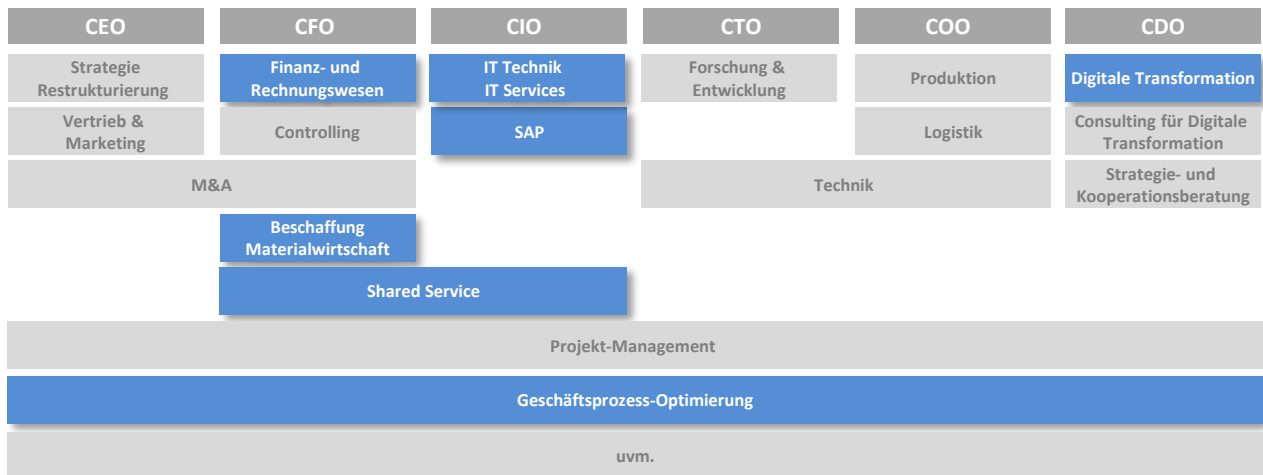 CEO
CFO
CIO
CTO
COO
CDO
Strategie
Restrukturierung
Finanz- und
Rechnungswesen
IT Technik
IT Services
Forschung &
Entwicklung
Produktion
Digitale Transformation
Vertrieb &
Marketing
Controlling
SAP
Logistik
Consulting für Digitale
Transformation
M&A
Technik
Strategie- und
Kooperationsberatung
Beschaffung
Materialwirtschaft
Shared Service
Projekt-Management
Geschäftsprozess-Optimierung
uvm.